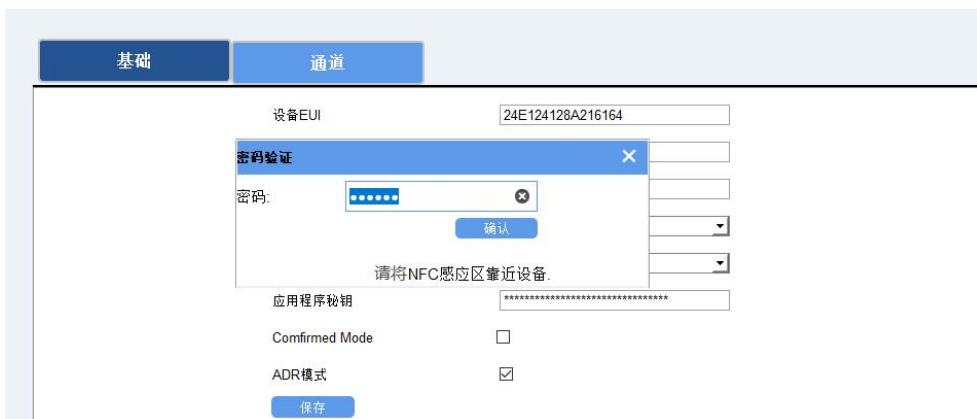 基础 通道
设备EUI 24E124128A216164
密码验证
密码: ●●●●●●
确认
请将NFC感应区靠近设备.
应用程序秘钥 ********************************
Comfirmed Mode
ADR模式
保存